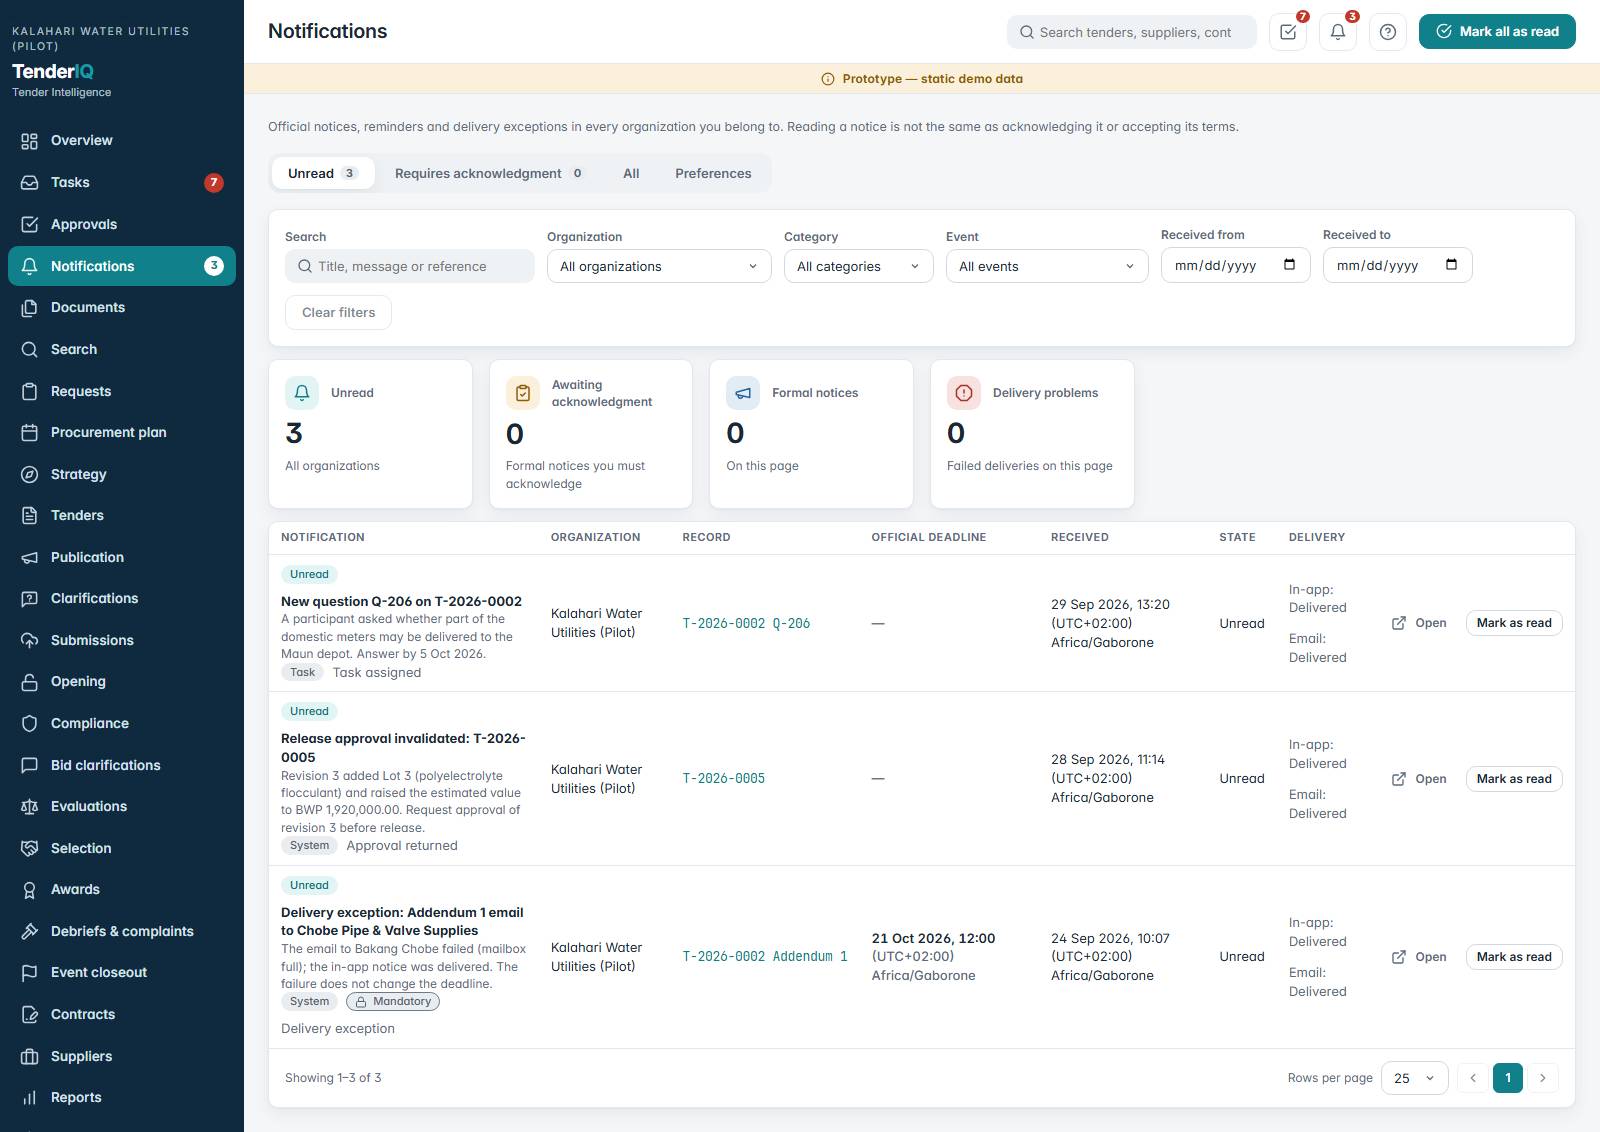 KALAHARI WATER UTILITIES
(PILOT)
TenderIQ
Tender Intelligence
Overview
Tasks 7
Approvals
Notifications 3
Documents
Search
Requests
Procurement plan
Strategy
Tenders
Publication
Clarifications
Submissions
Opening
Compliance
Bid clarifications
Evaluations
Selection
Awards
Debriefs & complaints
Event closeout
Contracts
Suppliers
Reports
Notifications
Search tenders, suppliers, cont
7
3
Mark all as read
Prototype — static demo data
Official notices, reminders and delivery exceptions in every organization you belong to. Reading a notice is not the same as acknowledging it or accepting its terms.
Unread 3 Requires acknowledgment 0 All Preferences
Search Organization Category Event Received from Received to
Title, message or reference All organizations All categories All events mm/dd/yyyy mm/dd/yyyy
Clear filters
Unread
3
All organizations
Awaiting
acknowledgment
0
Formal notices you must
acknowledge
Formal notices
0
On this page
Delivery problems
0
Failed deliveries on this page
NOTIFICATION ORGANIZATION RECORD OFFICIAL DEADLINE RECEIVED STATE DELIVERY
Unread
New question Q-206 on T-2026-0002
A participant asked whether part of the
domestic meters may be delivered to the
Maun depot. Answer by 5 Oct 2026.
Task Task assigned
Kalahari Water
Utilities (Pilot)
T-2026-0002 Q-206
—
29 Sep 2026, 13:20
(UTC+02:00)
Africa/Gaborone
Unread
In-app:
Delivered
Email:
Delivered
Open
Mark as read
Unread
Release approval invalidated: T-2026-
0005
Revision 3 added Lot 3 (polyelectrolyte
flocculant) and raised the estimated value
to BWP 1,920,000.00. Request approval of
revision 3 before release.
System Approval returned
Kalahari Water
Utilities (Pilot)
T-2026-0005
—
28 Sep 2026, 11:14
(UTC+02:00)
Africa/Gaborone
Unread
In-app:
Delivered
Email:
Delivered
Open
Mark as read
Unread
Delivery exception: Addendum 1 email
to Chobe Pipe & Valve Supplies
The email to Bakang Chobe failed (mailbox
full); the in-app notice was delivered. The
failure does not change the deadline.
System Mandatory
Delivery exception
Kalahari Water
Utilities (Pilot)
T-2026-0002 Addendum 1
21 Oct 2026, 12:00
(UTC+02:00)
Africa/Gaborone
24 Sep 2026, 10:07
(UTC+02:00)
Africa/Gaborone
Unread
In-app:
Delivered
Email:
Delivered
Open
Mark as read
Showing 1–3 of 3
Rows per page 25 1